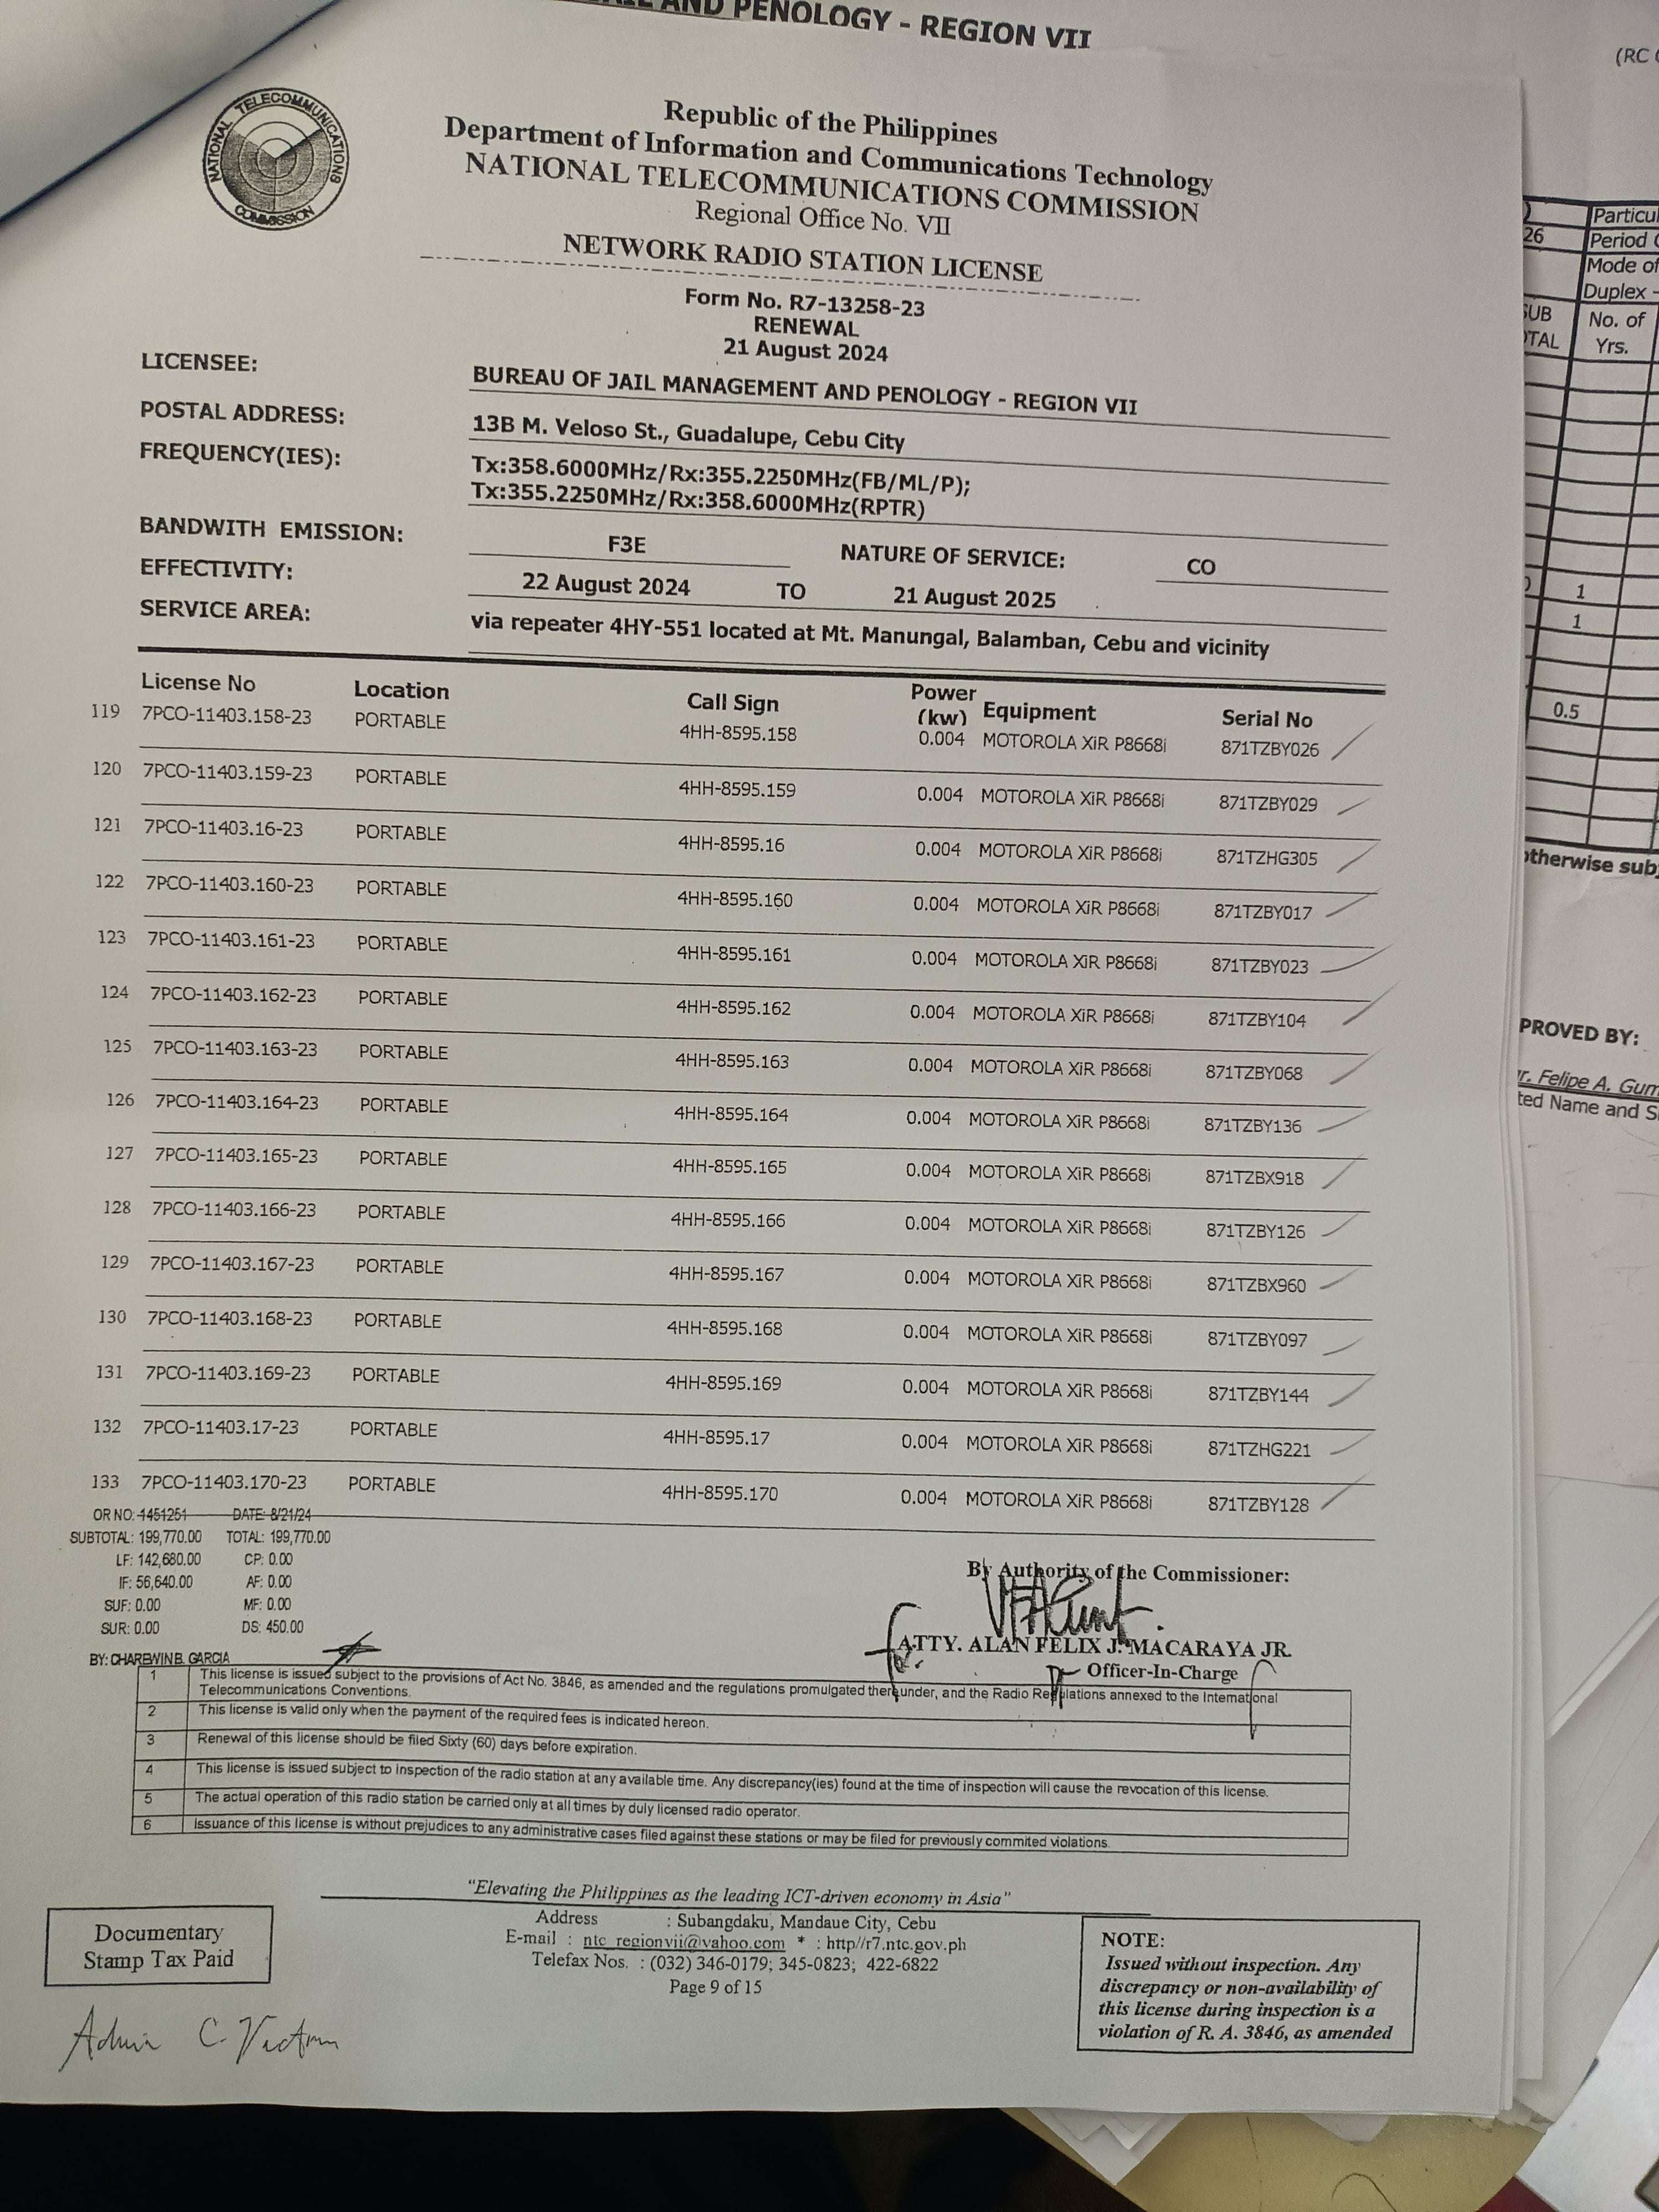 AND PENOLOGY - REGION VII
(RC
NATIONAL TELECOMMUNICATIONS COMMISSION
Republic of the Philippines
Department of Information and Communications Technology
NATIONAL TELECOMMUNICATIONS COMMISSION
Regional Office No. VII
NETWORK RADIO STATION LICENSE
Form No. R7-13258-23
RENEWAL
21 August 2024
LICENSEE: BUREAU OF JAIL MANAGEMENT AND PENOLOGY - REGION VII
POSTAL ADDRESS: 13B M. Veloso St., Guadalupe, Cebu City
FREQUENCY(IES): Tx:358.6000MHz/Rx:355.2250MHz(FB/ML/P);
Tx:355.2250MHz/Rx:358.6000MHz(RPTR)
BANDWITH EMISSION: F3E NATURE OF SERVICE: CO
EFFECTIVITY: 22 August 2024 TO 21 August 2025
SERVICE AREA: via repeater 4HY-551 located at Mt. Manungal, Balamban, Cebu and vicinity
License No Location Call Sign Power (kw) Equipment Serial No
119 7PCO-11403.158-23 PORTABLE 4HH-8595.158 0.004 MOTOROLA XiR P8668i 871TZBY026
120 7PCO-11403.159-23 PORTABLE 4HH-8595.159 0.004 MOTOROLA XiR P8668i 871TZBY029
121 7PCO-11403.16-23 PORTABLE 4HH-8595.16 0.004 MOTOROLA XiR P8668i 871TZHG305
122 7PCO-11403.160-23 PORTABLE 4HH-8595.160 0.004 MOTOROLA XiR P8668i 871TZBY017
123 7PCO-11403.161-23 PORTABLE 4HH-8595.161 0.004 MOTOROLA XiR P8668i 871TZBY023
124 7PCO-11403.162-23 PORTABLE 4HH-8595.162 0.004 MOTOROLA XiR P8668i 871TZBY104
125 7PCO-11403.163-23 PORTABLE 4HH-8595.163 0.004 MOTOROLA XiR P8668i 871TZBY068
126 7PCO-11403.164-23 PORTABLE 4HH-8595.164 0.004 MOTOROLA XiR P8668i 871TZBY136
127 7PCO-11403.165-23 PORTABLE 4HH-8595.165 0.004 MOTOROLA XiR P8668i 871TZBX918
128 7PCO-11403.166-23 PORTABLE 4HH-8595.166 0.004 MOTOROLA XiR P8668i 871TZBY126
129 7PCO-11403.167-23 PORTABLE 4HH-8595.167 0.004 MOTOROLA XiR P8668i 871TZBX960
130 7PCO-11403.168-23 PORTABLE 4HH-8595.168 0.004 MOTOROLA XiR P8668i 871TZBY097
131 7PCO-11403.169-23 PORTABLE 4HH-8595.169 0.004 MOTOROLA XiR P8668i 871TZBY144
132 7PCO-11403.17-23 PORTABLE 4HH-8595.17 0.004 MOTOROLA XiR P8668i 871TZHG221
133 7PCO-11403.170-23 PORTABLE 4HH-8595.170 0.004 MOTOROLA XiR P8668i 871TZBY128
OR NO: 1451251 DATE: 8/21/24
SUBTOTAL: 199,770.00 TOTAL: 199,770.00
LF: 142,680.00 CP: 0.00
IF: 56,640.00 AF: 0.00
SUF: 0.00 MF: 0.00
SUR: 0.00 DS: 450.00
BY: CHAREWIN B. GARCIA
By Authority of the Commissioner:
ATTY. ALAN FELIX J. MACARAYA JR.
Officer-In-Charge
1 This license is issued subject to the provisions of Act No. 3846, as amended and the regulations promulgated thereunder, and the Radio Regulations annexed to the International
Telecommunications Conventions.
2 This license is valid only when the payment of the required fees is indicated hereon.
3 Renewal of this license should be filed Sixty (60) days before expiration.
4 This license is issued subject to inspection of the radio station at any available time. Any discrepancy(ies) found at the time of inspection will cause the revocation of this license.
5 The actual operation of this radio station be carried only at all times by duly licensed radio operator.
6 Issuance of this license is without prejudices to any administrative cases filed against these stations or may be filed for previously commited violations.
"Elevating the Philippines as the leading ICT-driven economy in Asia"
Address : Subangdaku, Mandaue City, Cebu
E-mail : ntc_regionvii@yahoo.com * : http//r7.ntc.gov.ph
Telefax Nos. : (032) 346-0179; 345-0823; 422-6822
Page 9 of 15
Documentary
Stamp Tax Paid
NOTE:
Issued without inspection. Any
discrepancy or non-availability of
this license during inspection is a
violation of R. A. 3846, as amended
26
Period
Mode of
Duplex -
No. of
Yrs.
1
1
0.5
otherwise
PROVED BY:
Felipe A.
Name and